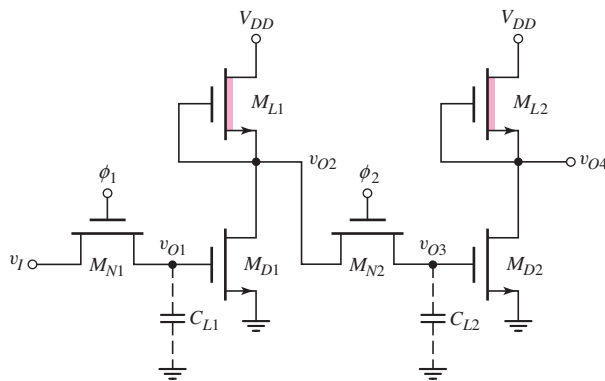 V_DD
V_DD
M_L1
M_L2
v_O2
v_O4
ϕ_1
ϕ_2
v_O1
v_O3
v_I
M_N1
M_D1
M_N2
M_D2
C_L1
C_L2